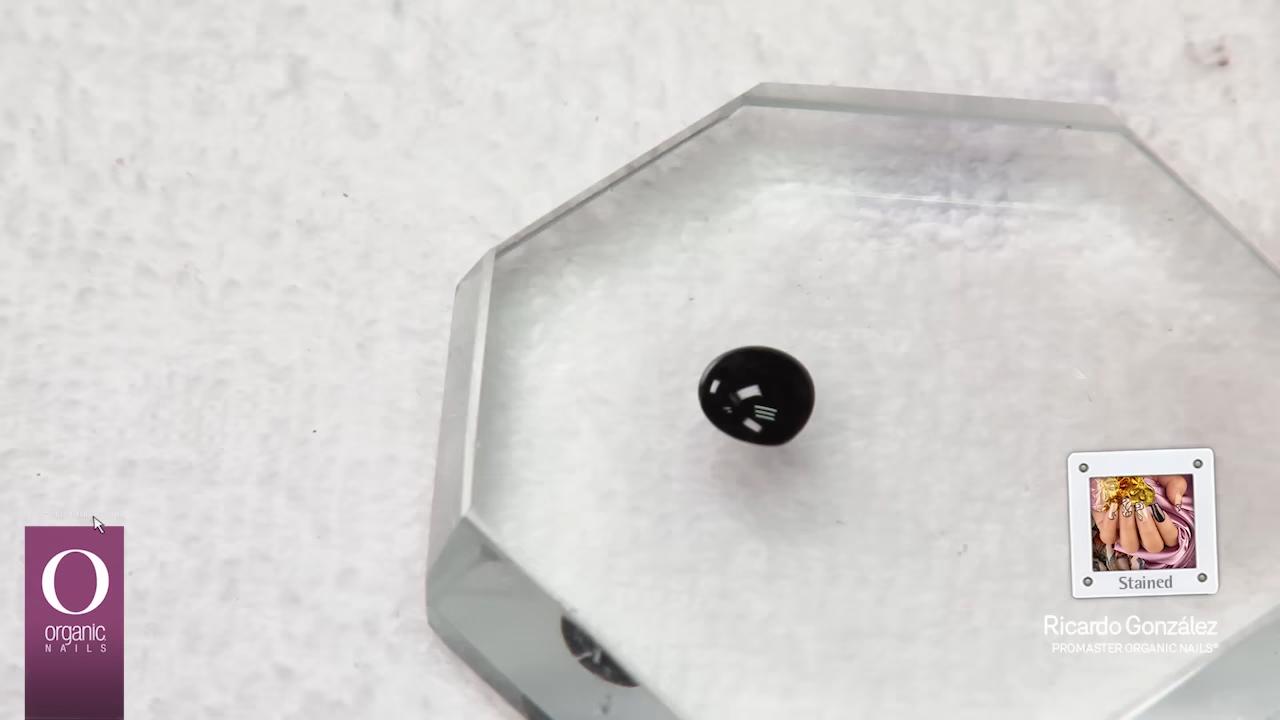 O
organic
NAILS
Stained
Ricardo González
PROMASTER ORGANIC NAILS®